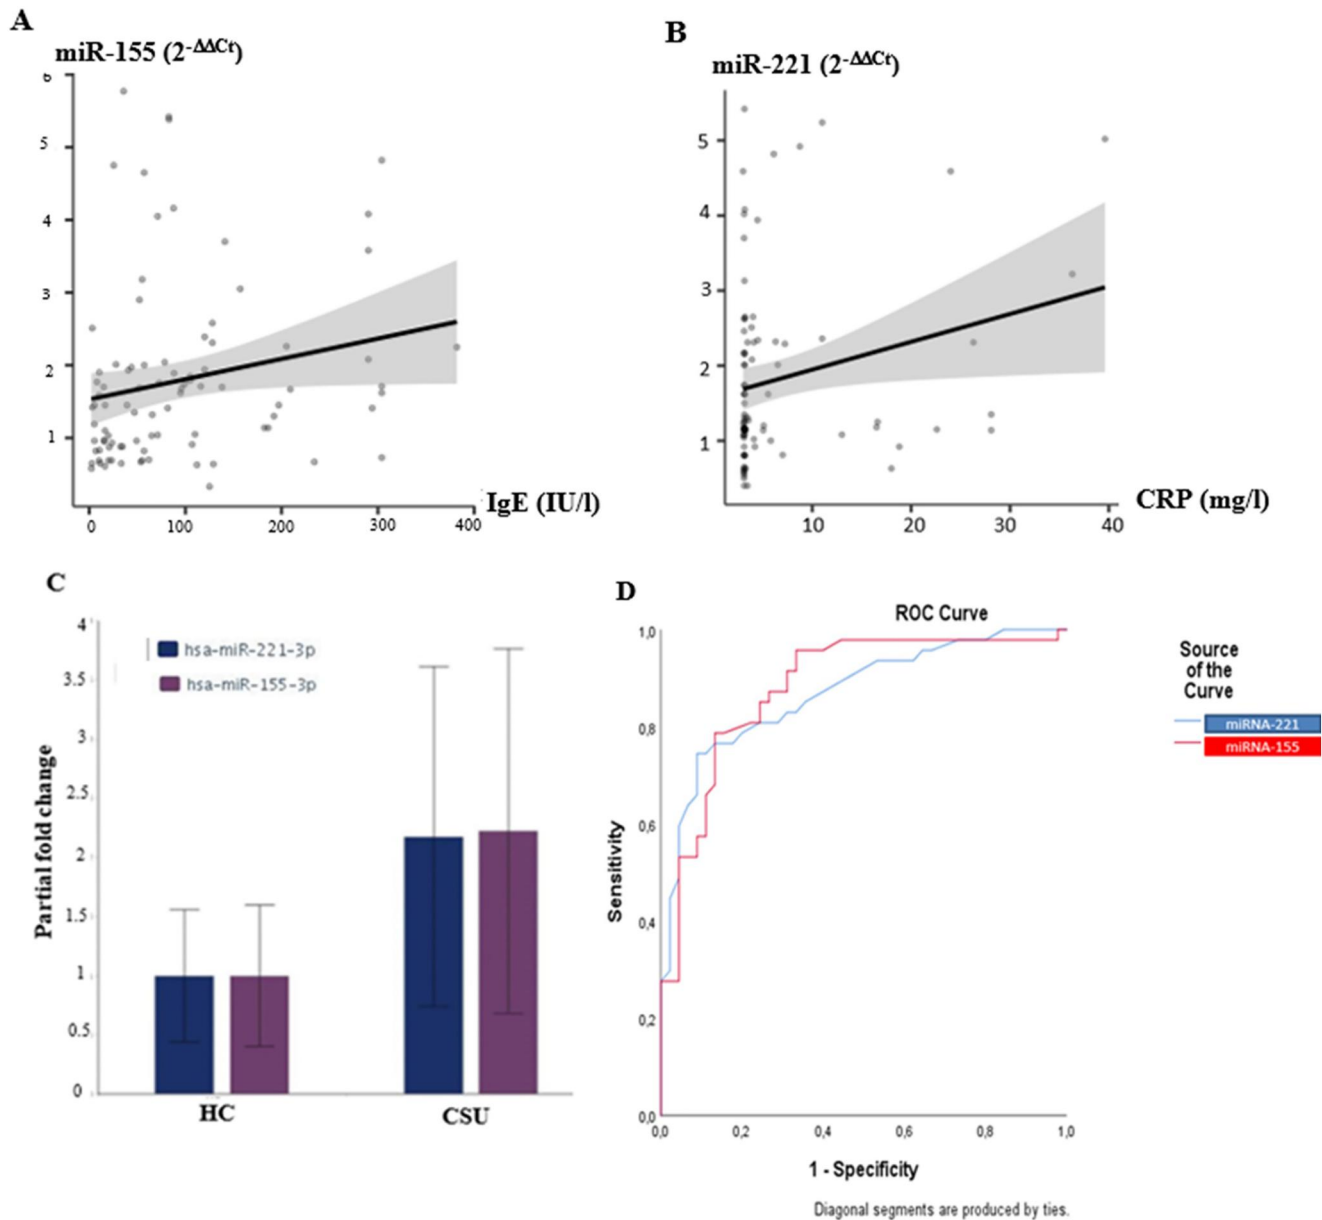 A
miR-155 (2-ΔΔCt)
6
5
4
3
2
1
0
100
200
300
400
IgE (IU/l)
B
miR-221 (2-ΔΔCt)
5
4
3
2
1
10
20
30
40
CRP (mg/l)
C
4
3.5
3
2.5
2
1.5
1
0.5
0
Partial fold change
hsa-miR-221-3p
hsa-miR-155-3p
HC
CSU
D
ROC Curve
1,0
0,8
0,6
0,4
0,2
0,0
Sensitivity
0,0
0,2
0,4
0,6
0,8
1,0
1 - Specificity
Source
of the
Curve
miRNA-221
miRNA-155
Diagonal segments are produced by ties.